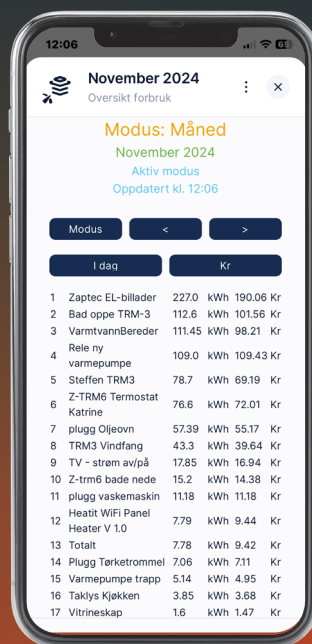 12:06
November 2024
Oversikt forbruk
Modus: Måned
November 2024
Aktiv modus
Oppdatert kl. 12:06
Modus < >
I dag Kr
1 Zaptec EL-billader 227.0 kWh 190.06 Kr
2 Bad oppe TRM-3 112.6 kWh 101.56 Kr
3 VarmtvannBereder 111.45 kWh 98.21 Kr
4 Rele ny varmepumpe 109.0 kWh 109.43 Kr
5 Steffen TRM3 78.7 kWh 69.19 Kr
6 Z-TRM6 Termostat Katrine 76.6 kWh 72.01 Kr
7 plugg Oljeovn 57.39 kWh 55.17 Kr
8 TRM3 Vindfang 43.3 kWh 39.64 Kr
9 TV - strøm av/på 17.85 kWh 16.94 Kr
10 Z-trm6 bade nede 15.2 kWh 14.38 Kr
11 plugg vaskemaskin 11.18 kWh 11.18 Kr
12 Heatit WiFi Panel Heater V 1.0 7.79 kWh 9.44 Kr
13 Totalt 7.78 kWh 9.42 Kr
14 Plugg Tørketrommel 7.06 kWh 7.11 Kr
15 Varmepumpe trapp 5.14 kWh 4.95 Kr
16 Taklys Kjøkken 3.85 kWh 3.68 Kr
17 Vitrineskap 1.6 kWh 1.47 Kr